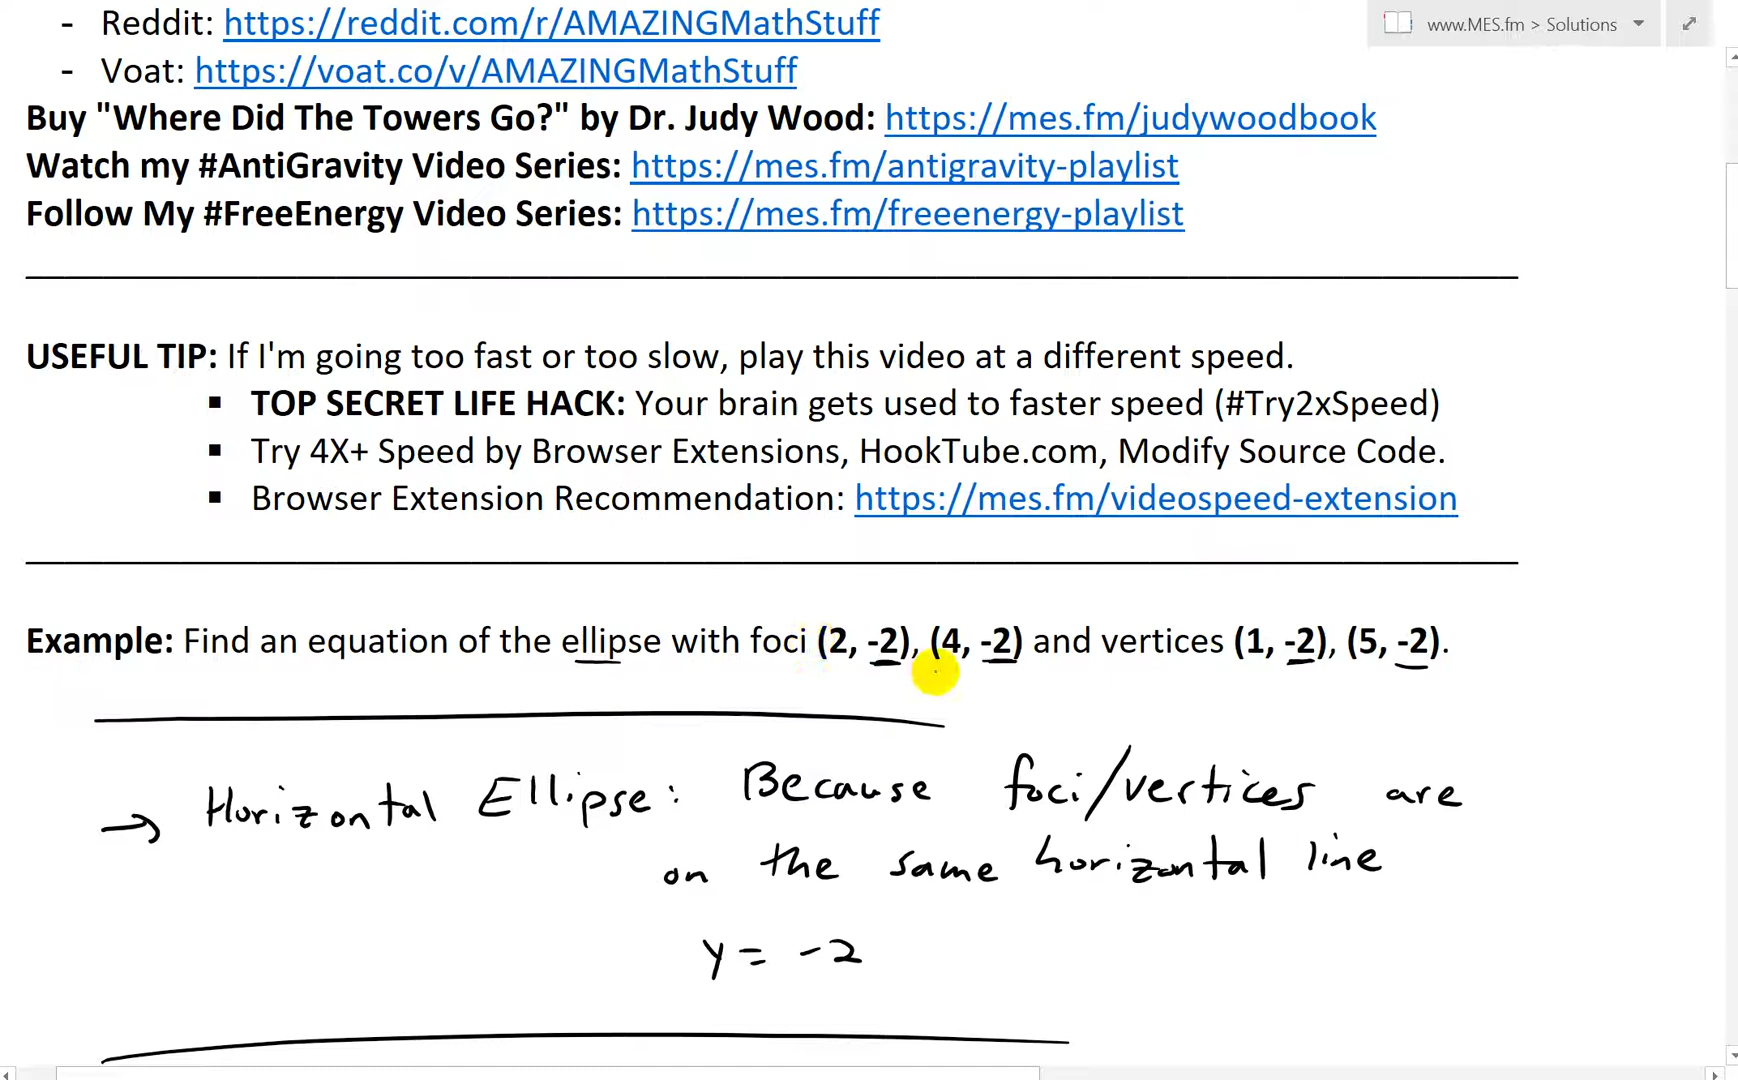 - Reddit: https://reddit.com/r/AMAZINGMathStuff
www.MES.fm > Solutions
- Voat: https://voat.co/v/AMAZINGMathStuff
Buy "Where Did The Towers Go?" by Dr. Judy Wood: https://mes.fm/judywoodbook
Watch my #AntiGravity Video Series: https://mes.fm/antigravity-playlist
Follow My #FreeEnergy Video Series: https://mes.fm/freeenergy-playlist
USEFUL TIP: If I'm going too fast or too slow, play this video at a different speed.
▪ TOP SECRET LIFE HACK: Your brain gets used to faster speed (#Try2xSpeed)
▪ Try 4X+ Speed by Browser Extensions, HookTube.com, Modify Source Code.
▪ Browser Extension Recommendation: https://mes.fm/videospeed-extension
Example: Find an equation of the ellipse with foci (2, -2), (4, -2) and vertices (1, -2), (5, -2).
→ Horizontal Ellipse: Because foci/vertices are
on the same horizontal line
y = -2